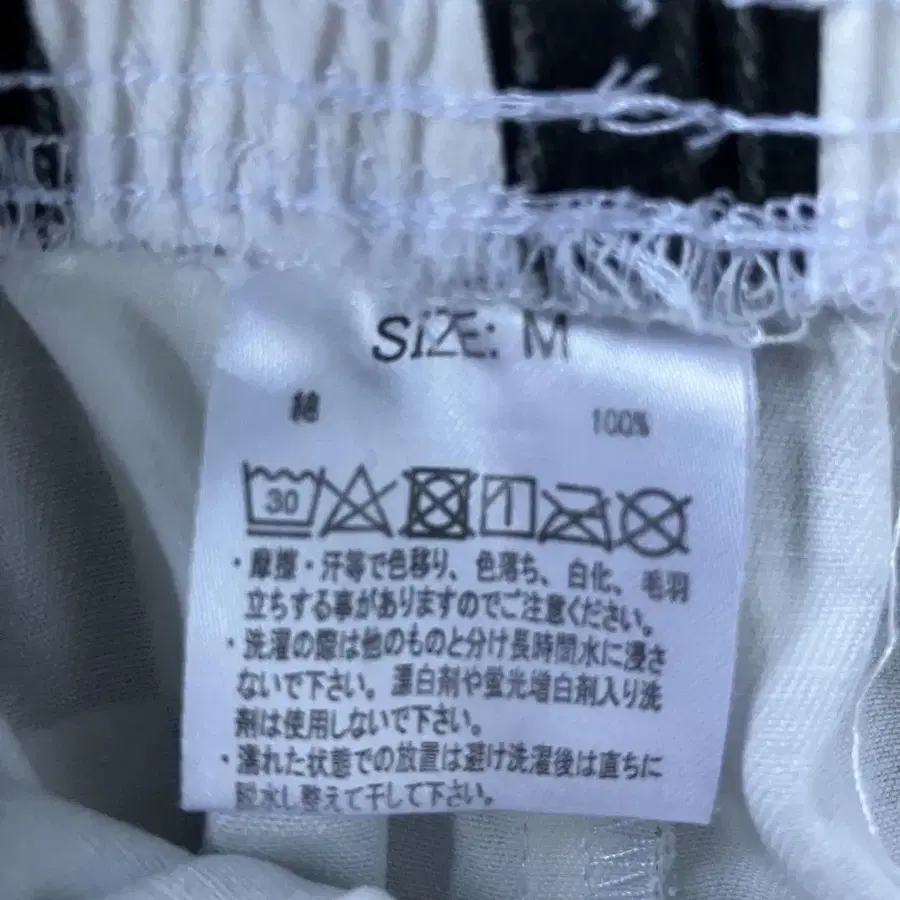 SiZE: M
綿 100%
30
・摩擦・汗等で色移り、色落ち、白化、毛羽
立ちする事がありますのでご注意ください。
・洗濯の際は他のものと分け長時間水に浸さ
ないで下さい。漂白剤や蛍光増白剤入り洗
剤は使用しないで下さい。
・濡れた状態での放置は避け洗濯後は直ちに
脱水し整えて干して下さい。